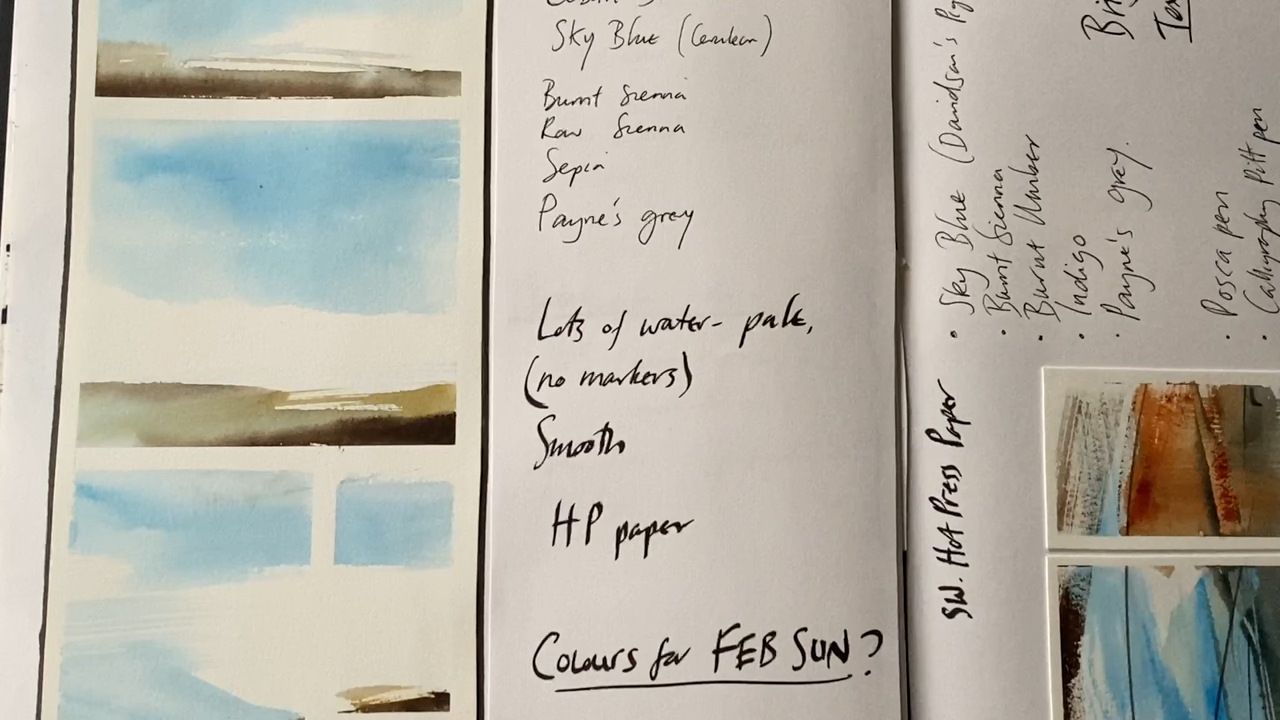 Sky Blue (Cerulean)
Burnt Sienna
Raw Sienna
Sepia
Payne's grey
Lots of water- pale,
(no markers)
Smooth
HP paper
Colours for FEB SUN?
SW. Hot Press Paper
• Sky Blue (Davidson's
• Burnt Sienna
• Burnt Umber
• Indigo
• Payne's grey.
• Posca pen
• Calligraphy Pitt pen